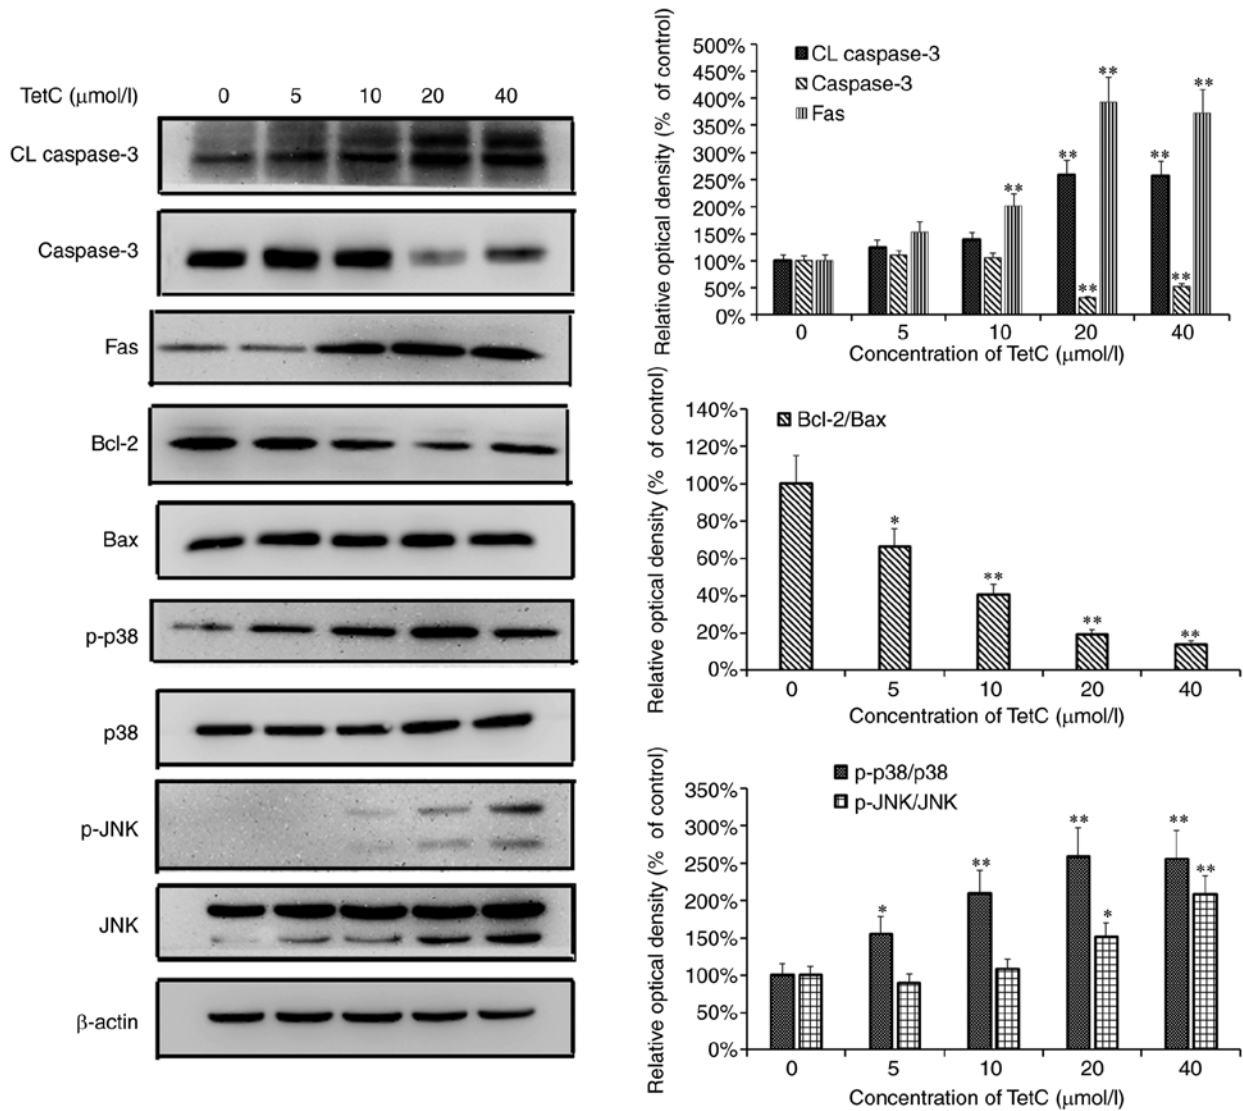 TetC (μmol/l) 0 5 10 20 40
CL caspase-3
Caspase-3
Fas
Bcl-2
Bax
p-p38
p38
p-JNK
JNK
β-actin
Relative optical density (% of control)
500%
450%
400%
350%
300%
250%
200%
150%
100%
50%
0%
CL caspase-3
Caspase-3
Fas
**
**
**
**
**
**
**
0 5 10 20 40
Concentration of TetC (μmol/l)
Relative optical density (% of control)
140%
120%
100%
80%
60%
40%
20%
0%
Bcl-2/Bax
*
**
**
**
0 5 10 20 40
Concentration of TetC (μmol/l)
Relative optical density (% of control)
350%
300%
250%
200%
150%
100%
50%
0%
p-p38/p38
p-JNK/JNK
*
**
**
*
**
**
0 5 10 20 40
Concentration of TetC (μmol/l)